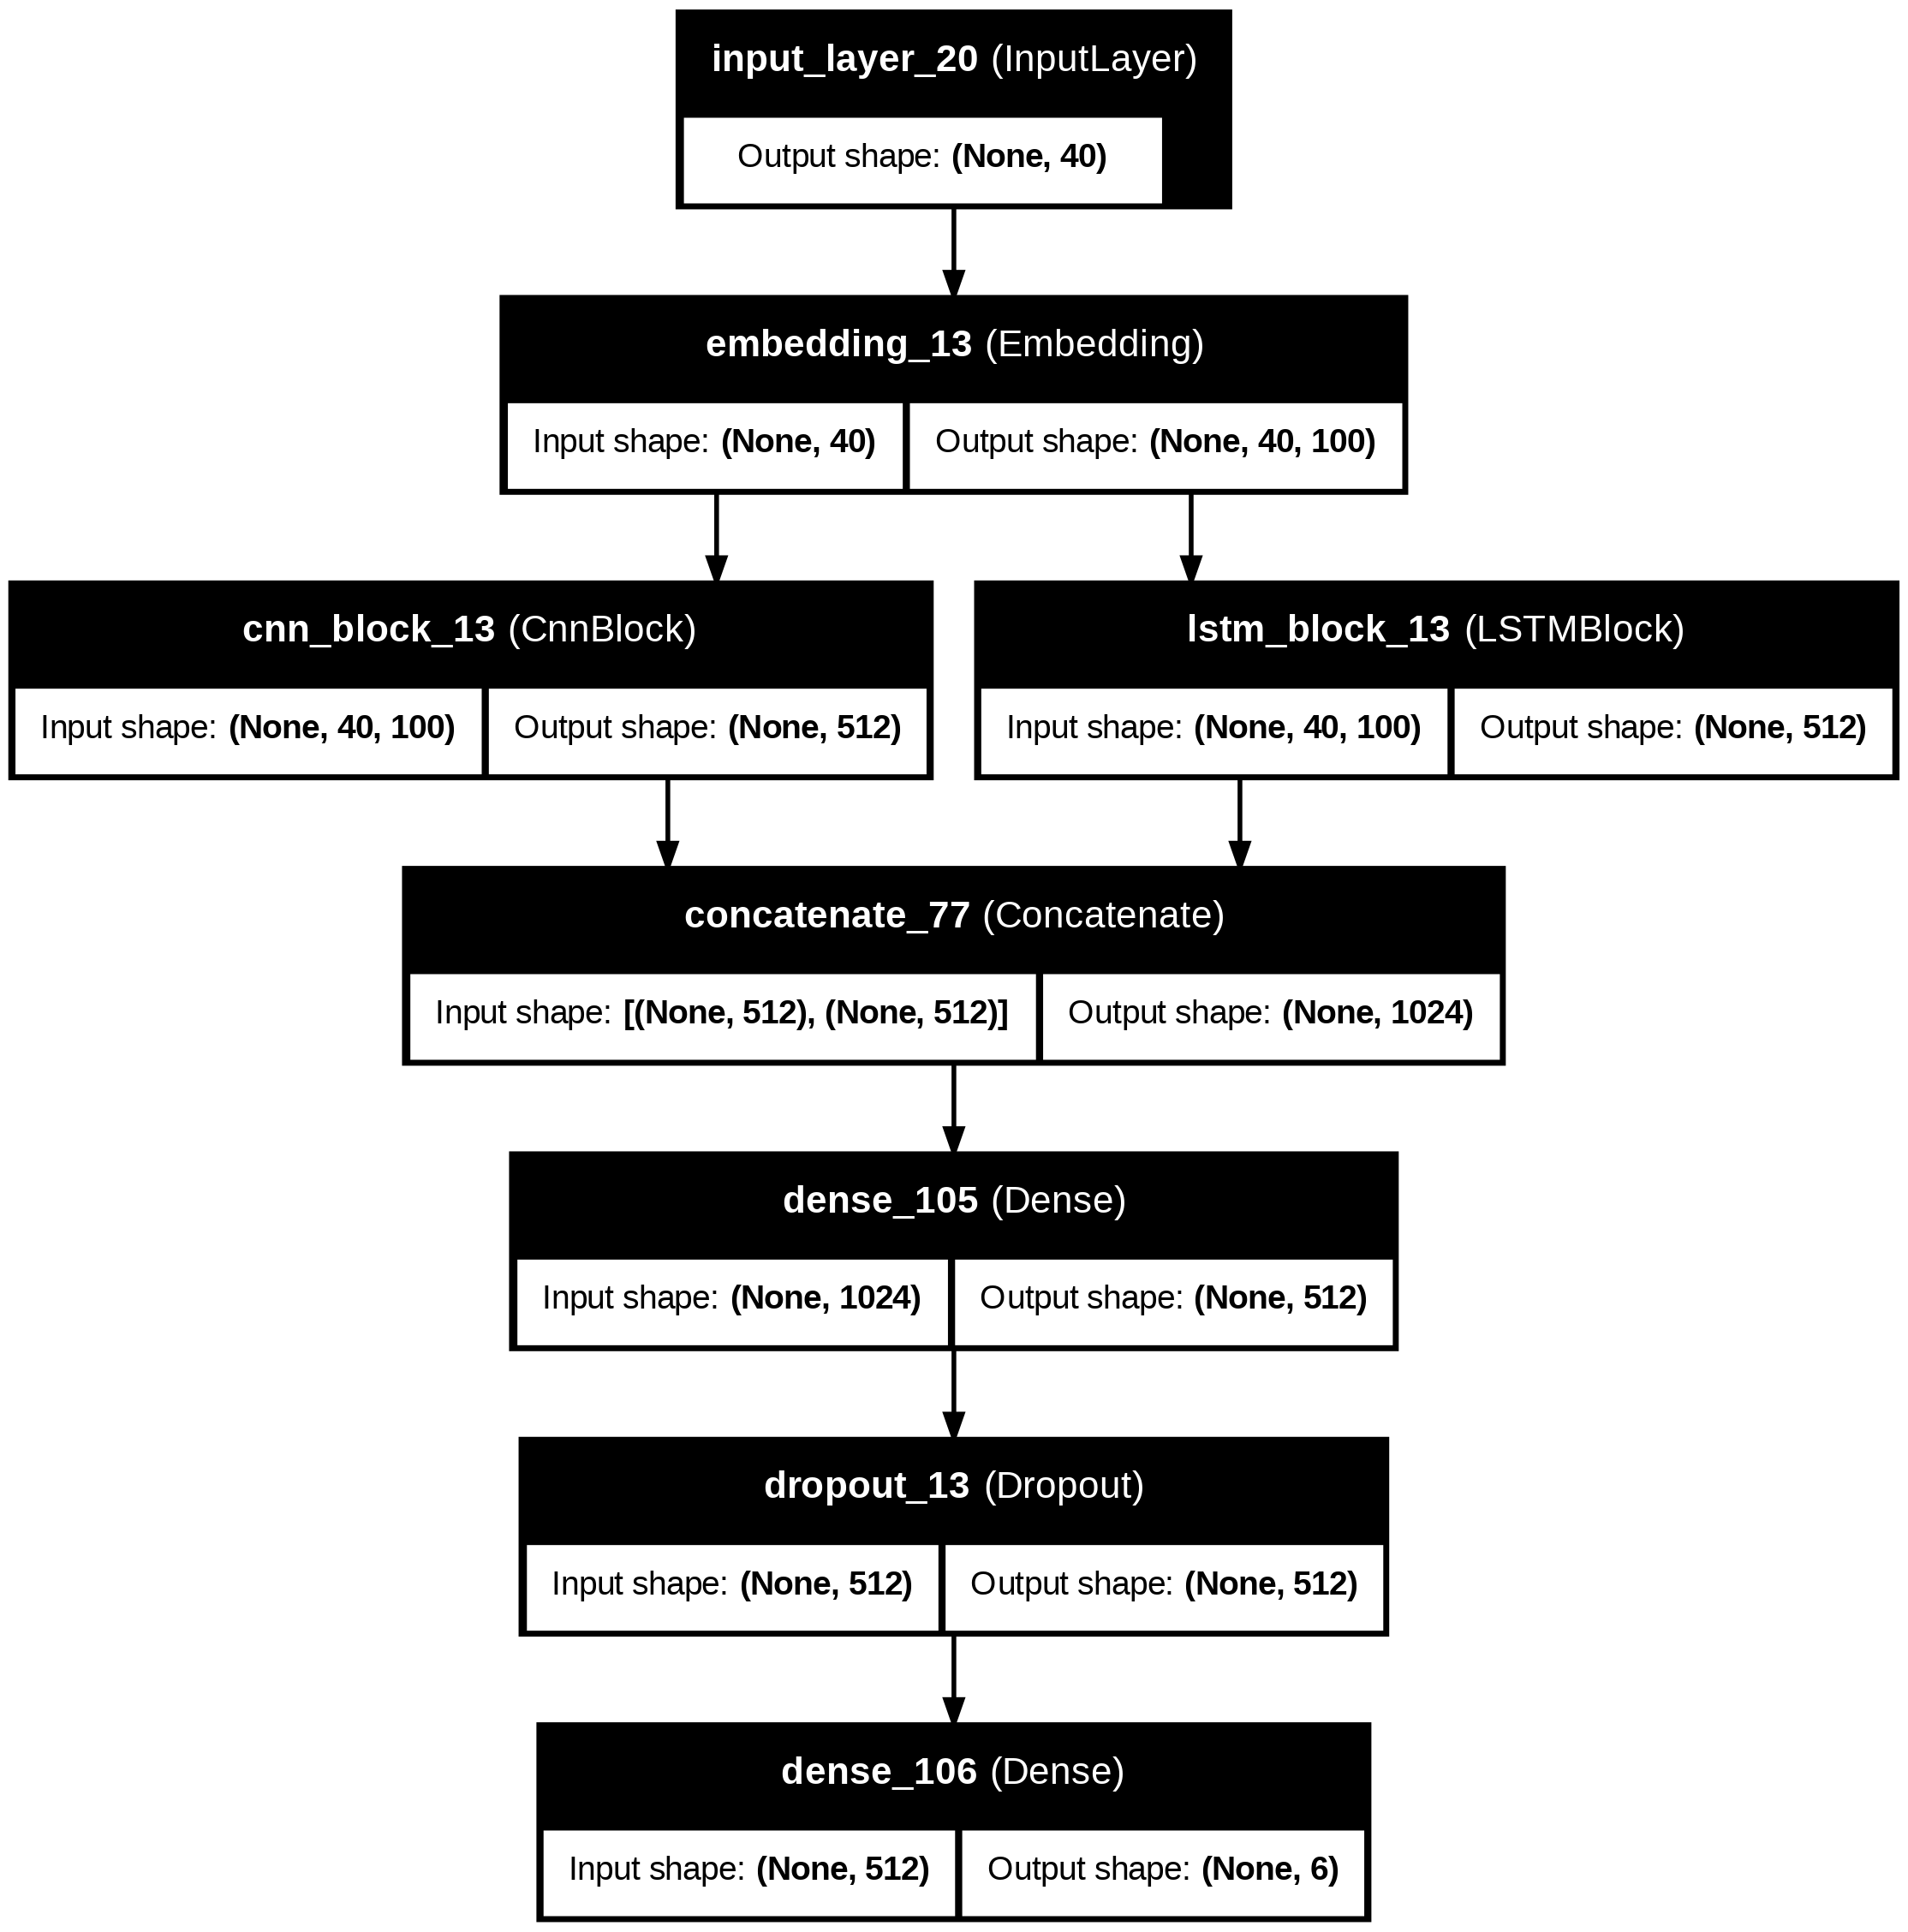 input_layer_20 (InputLayer)
Output shape: (None, 40)
embedding_13 (Embedding)
Input shape: (None, 40) Output shape: (None, 40, 100)
cnn_block_13 (CnnBlock)
Input shape: (None, 40, 100) Output shape: (None, 512)
lstm_block_13 (LSTMBlock)
Input shape: (None, 40, 100) Output shape: (None, 512)
concatenate_77 (Concatenate)
Input shape: [(None, 512), (None, 512)] Output shape: (None, 1024)
dense_105 (Dense)
Input shape: (None, 1024) Output shape: (None, 512)
dropout_13 (Dropout)
Input shape: (None, 512) Output shape: (None, 512)
dense_106 (Dense)
Input shape: (None, 512) Output shape: (None, 6)